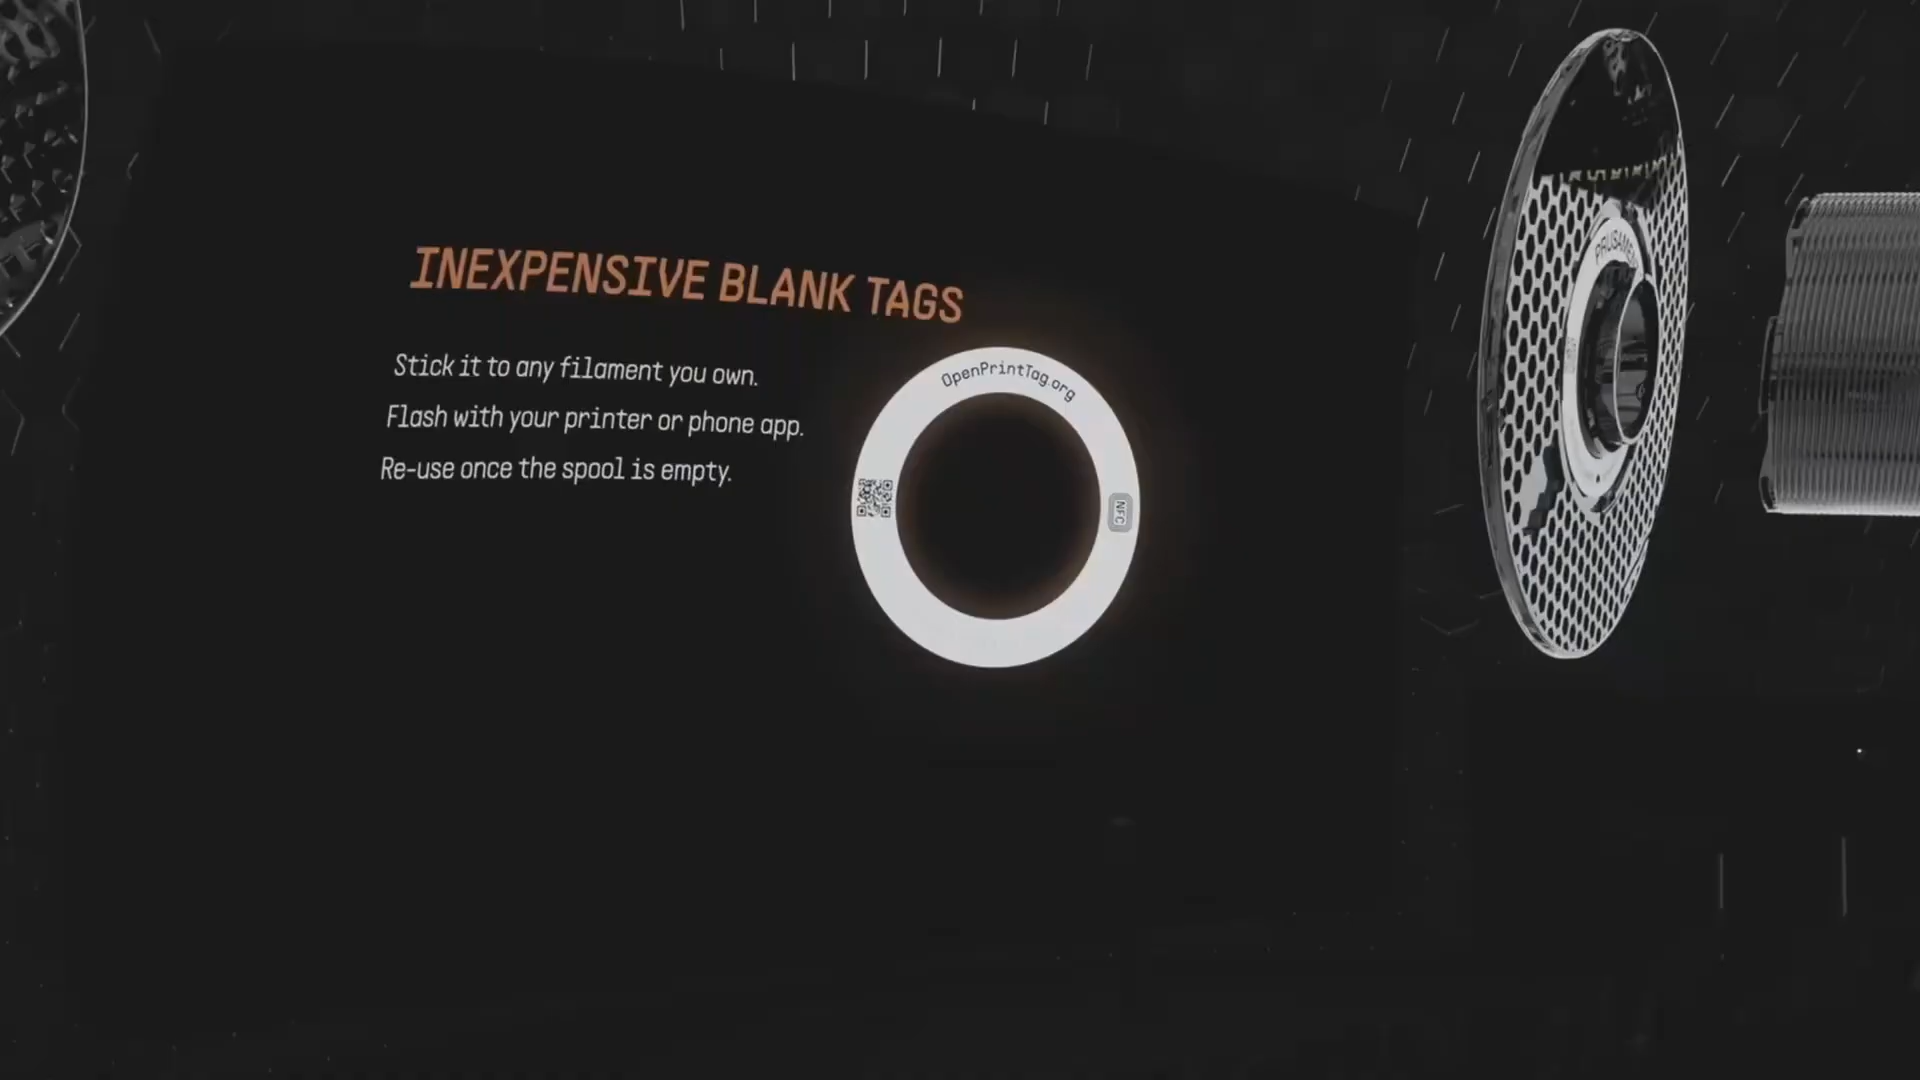 INEXPENSIVE BLANK TAGS
Stick it to any filament you own.
Flash with your printer or phone app.
Re-use once the spool is empty.
OpenPrintTag.org
NFC